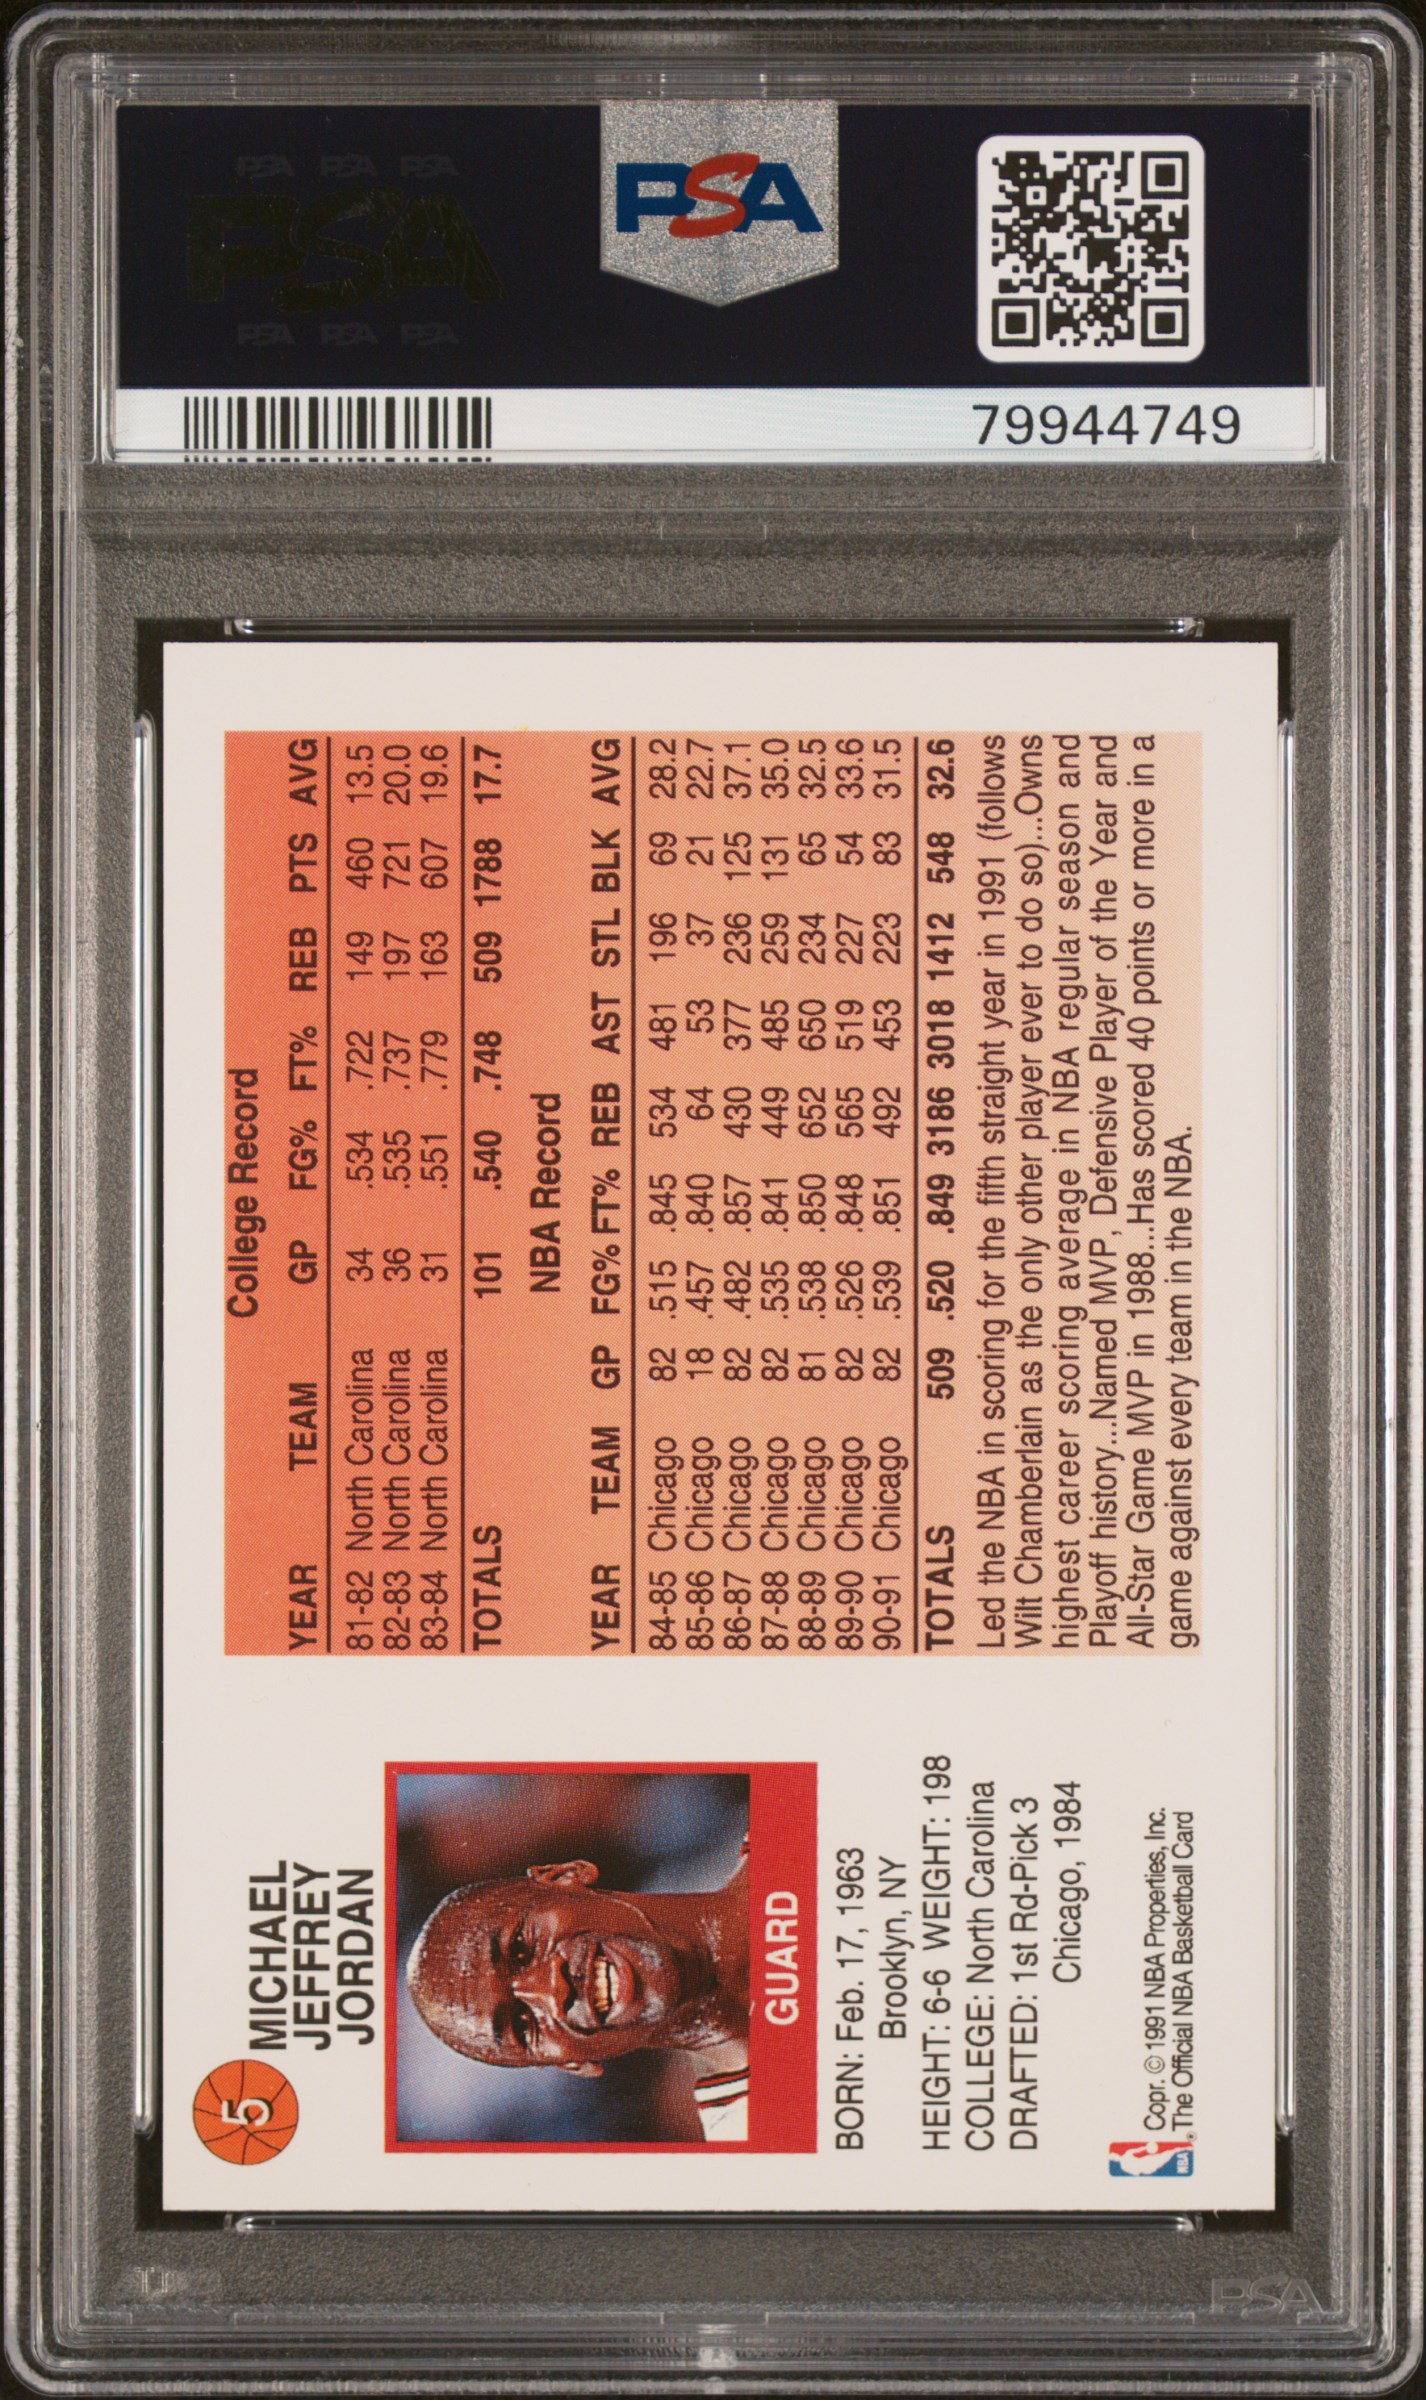 PSA PSA PSA
PSA
PSA PSA PSA
PSA
79944749
5
MICHAEL
JEFFREY
JORDAN
GUARD
BORN: Feb. 17, 1963
Brooklyn, NY
HEIGHT: 6-6 WEIGHT: 198
COLLEGE: North Carolina
DRAFTED: 1st Rd-Pick 3
Chicago, 1984
NBA
Copr. © 1991 NBA Properties, Inc.
® The Official NBA Basketball Card
College Record
YEAR TEAM GP FG% FT% REB PTS AVG
81-82 North Carolina 34 .534 .722 149 460 13.5
82-83 North Carolina 36 .535 .737 197 721 20.0
83-84 North Carolina 31 .551 .779 163 607 19.6
TOTALS 101 .540 .748 509 1788 17.7
NBA Record
YEAR TEAM GP FG% FT% REB AST STL BLK AVG
84-85 Chicago 82 .515 .845 534 481 196 69 28.2
85-86 Chicago 18 .457 .840 64 53 37 21 22.7
86-87 Chicago 82 .482 .857 430 377 236 125 37.1
87-88 Chicago 82 .535 .841 449 485 259 131 35.0
88-89 Chicago 81 .538 .850 652 650 234 65 32.5
89-90 Chicago 82 .526 .848 565 519 227 54 33.6
90-91 Chicago 82 .539 .851 492 453 223 83 31.5
TOTALS 509 .520 .849 3186 3018 1412 548 32.6
Led the NBA in scoring for the fifth straight year in 1991 (follows
Wilt Chamberlain as the only other player ever to do so)...Owns
highest career scoring average in NBA regular season and
Playoff history...Named MVP, Defensive Player of the Year and
All-Star Game MVP in 1988...Has scored 40 points or more in a
game against every team in the NBA.
PSA